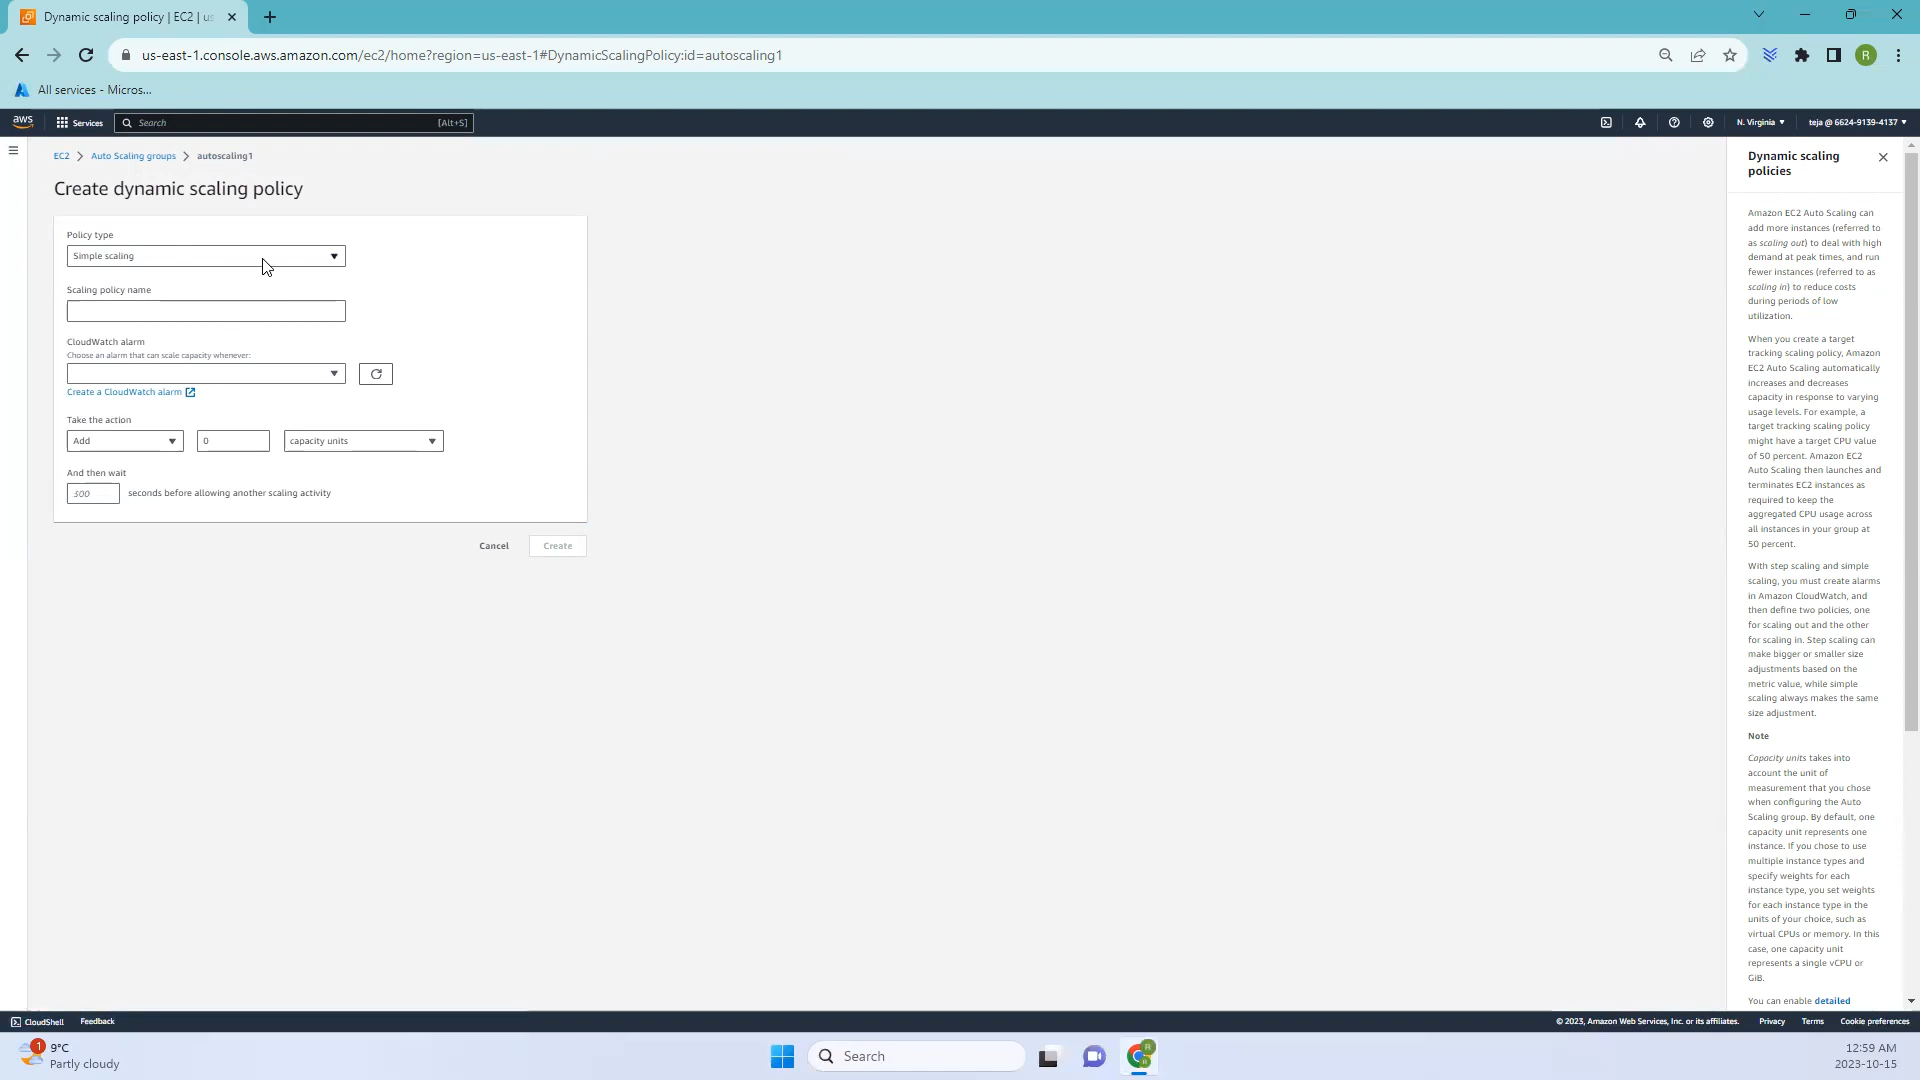 Dynamic scaling policy | EC2 | us
us-east-1.console.aws.amazon.com/ec2/home?region=us-east-1#DynamicScalingPolicy:id=autoscaling1
R
All services - Micros...
aws
Services
Search
[Alt+S]
N. Virginia
teja @ 6624-9139-4137
EC2
Auto Scaling groups
autoscaling1
Create dynamic scaling policy
Policy type
Simple scaling
Scaling policy name
CloudWatch alarm
Choose an alarm that can scale capacity whenever:
Create a CloudWatch alarm
Take the action
Add
0
capacity units
And then wait
300
seconds before allowing another scaling activity
Cancel
Create
Dynamic scaling
policies
Amazon EC2 Auto Scaling can
add more instances (referred to
as scaling out) to deal with high
demand at peak times, and run
fewer instances (referred to as
scaling in) to reduce costs
during periods of low
utilization.
When you create a target
tracking scaling policy, Amazon
EC2 Auto Scaling automatically
increases and decreases
capacity in response to varying
usage levels. For example, a
target tracking scaling policy
might have a target CPU value
of 50 percent. Amazon EC2
Auto Scaling then launches and
terminates EC2 instances as
required to keep the
aggregated CPU usage across
all instances in your group at
50 percent.
With step scaling and simple
scaling, you must create alarms
in Amazon CloudWatch, and
then define two policies, one
for scaling out and the other
for scaling in. Step scaling can
make bigger or smaller size
adjustments based on the
metric value, while simple
scaling always makes the same
size adjustment.
Note
Capacity units takes into
account the unit of
measurement that you chose
when configuring the Auto
Scaling group. By default, one
capacity unit represents one
instance. If you chose to use
multiple instance types and
specify weights for each
instance type, you set weights
for each instance type in the
units of your choice, such as
virtual CPUs or memory. In this
case, one capacity unit
represents a single vCPU or
GiB.
You can enable detailed
CloudShell
Feedback
© 2023, Amazon Web Services, Inc. or its affiliates.
Privacy
Terms
Cookie preferences
1
9°C
Partly cloudy
Search
R
12:59 AM
2023-10-15